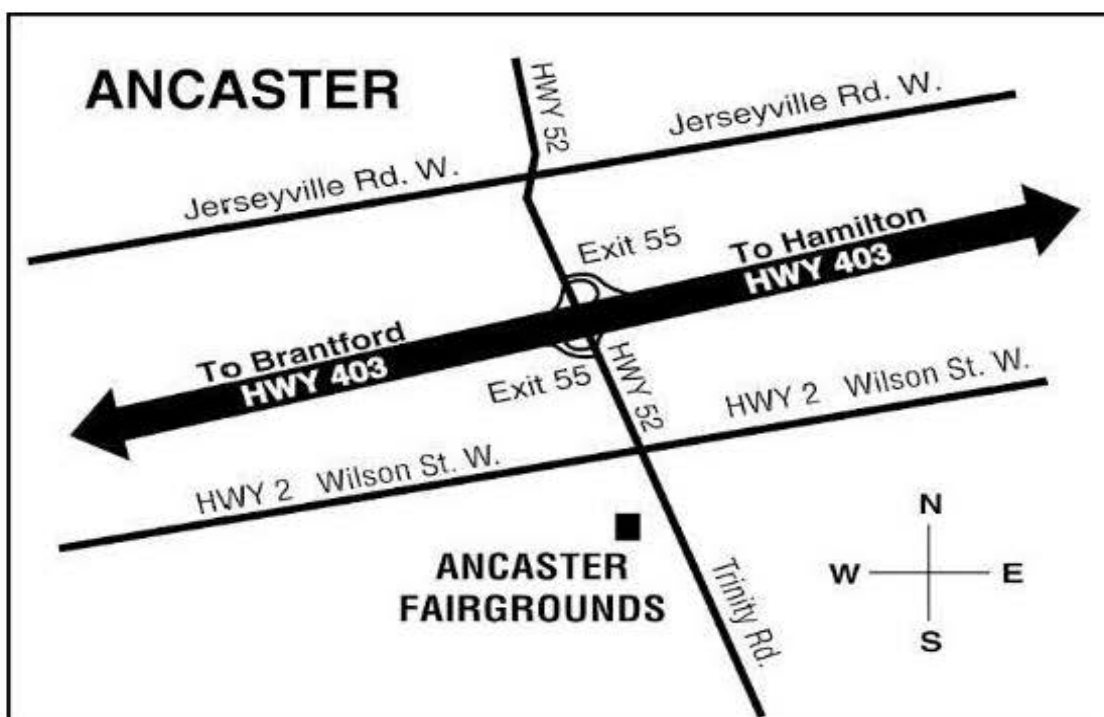 ANCASTER
HWY 52
Jerseyville Rd. W.
Jerseyville Rd. W.
Exit 55
To Hamilton
HWY 403
To Brantford
HWY 403
Exit 55
HWY 52
HWY 2 Wilson St. W.
HWY 2 Wilson St. W.
ANCASTER
FAIRGROUNDS
Trinity Rd.
N
W E
S